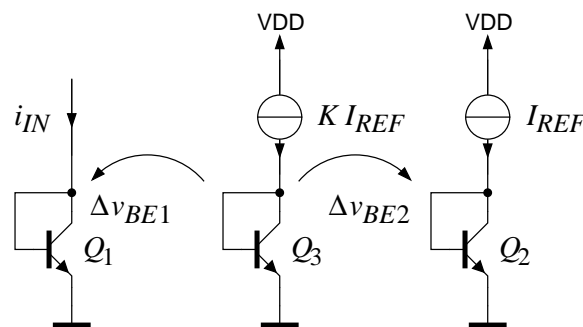 VDD VDD
i_IN K I_REF I_REF
Δv_BE1 Δv_BE2
Q_1 Q_3 Q_2